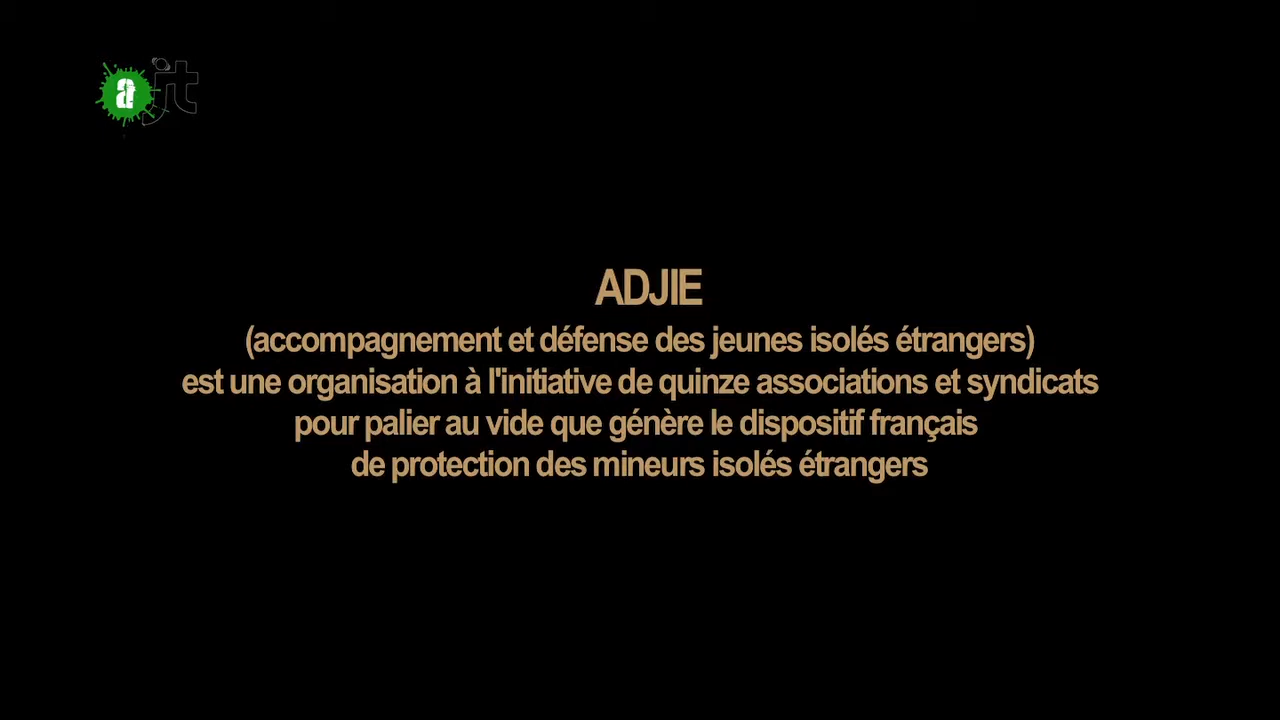 a jt
ADJIE
(accompagnement et défense des jeunes isolés étrangers)
est une organisation à l'initiative de quinze associations et syndicats
pour palier au vide que génère le dispositif français
de protection des mineurs isolés étrangers